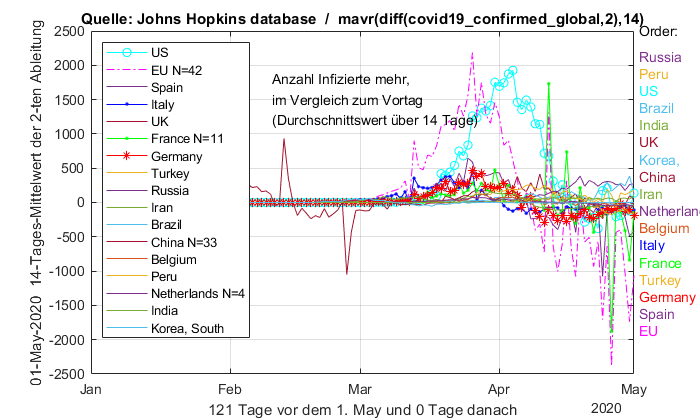 Quelle: Johns Hopkins database / mavr(diff(covid19_confirmed_global,2),14)
01-May-2020 14-Tages-Mittelwert der 2-ten Ableitung
2500
2000
1500
1000
500
0
-500
-1000
-1500
-2000
-2500
US
EU N=42
Spain
Italy
UK
France N=11
Germany
Turkey
Russia
Iran
Brazil
China N=33
Belgium
Peru
Netherlands N=4
India
Korea, South
Anzahl Infizierte mehr,
im Vergleich zum Vortag
(Durchschnittswert über 14 Tage)
Order:
Russia
Peru
US
Brazil
India
UK
Korea,
China
Iran
Netherland
Belgium
Italy
France
Turkey
Germany
Spain
EU
Jan
Feb
Mar
Apr
May
2020
121 Tage vor dem 1. May und 0 Tage danach